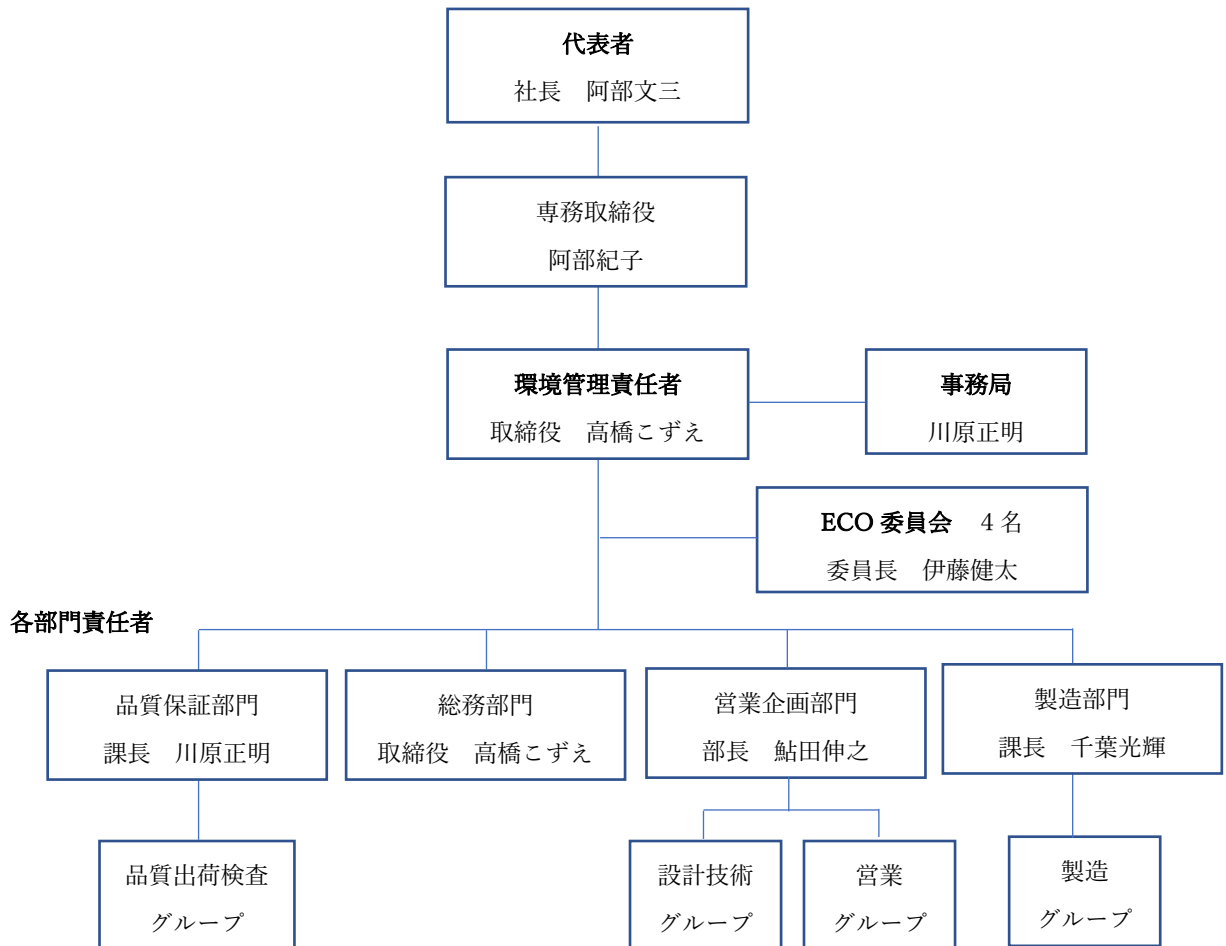 代表者
社長　阿部文三
専務取締役
阿部紀子
環境管理責任者
取締役　高橋こずえ
事務局
川原正明
ECO 委員会　4 名
委員長　伊藤健太
各部門責任者
品質保証部門
課長　川原正明
総務部門
取締役　高橋こずえ
営業企画部門
部長　鮎田伸之
製造部門
課長　千葉光輝
品質出荷検査
グループ
設計技術
グループ
営業
グループ
製造
グループ